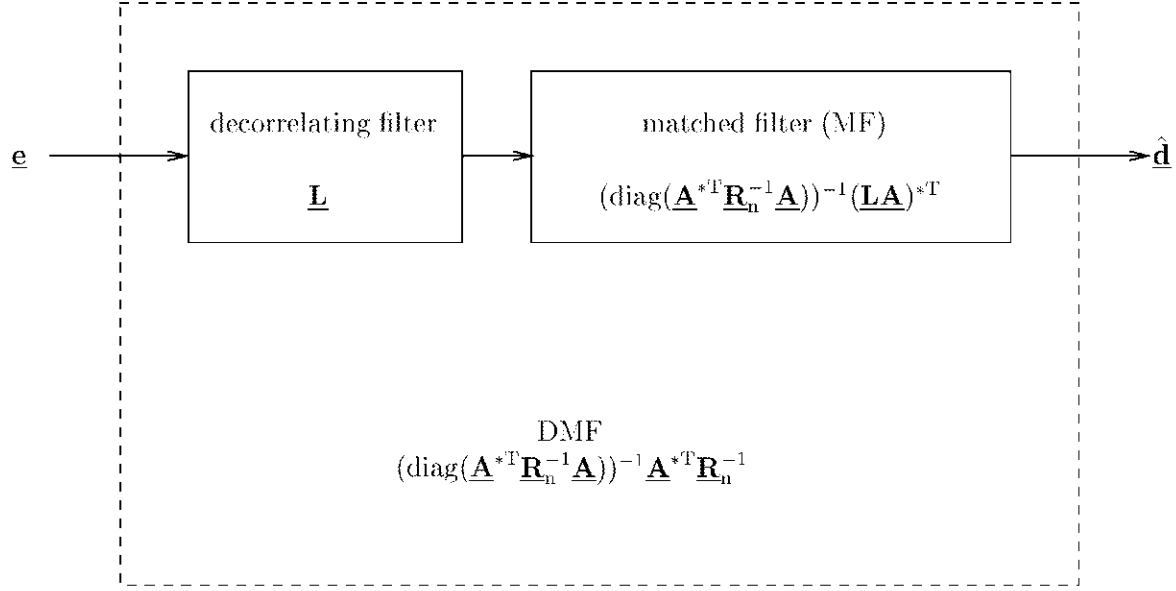 decorrelating filter
matched filter (MF)
e
d̂
L
(diag(A*ᵀRₙ⁻¹A))⁻¹(LA)*ᵀ
DMF
(diag(A*ᵀRₙ⁻¹A))⁻¹A*ᵀRₙ⁻¹